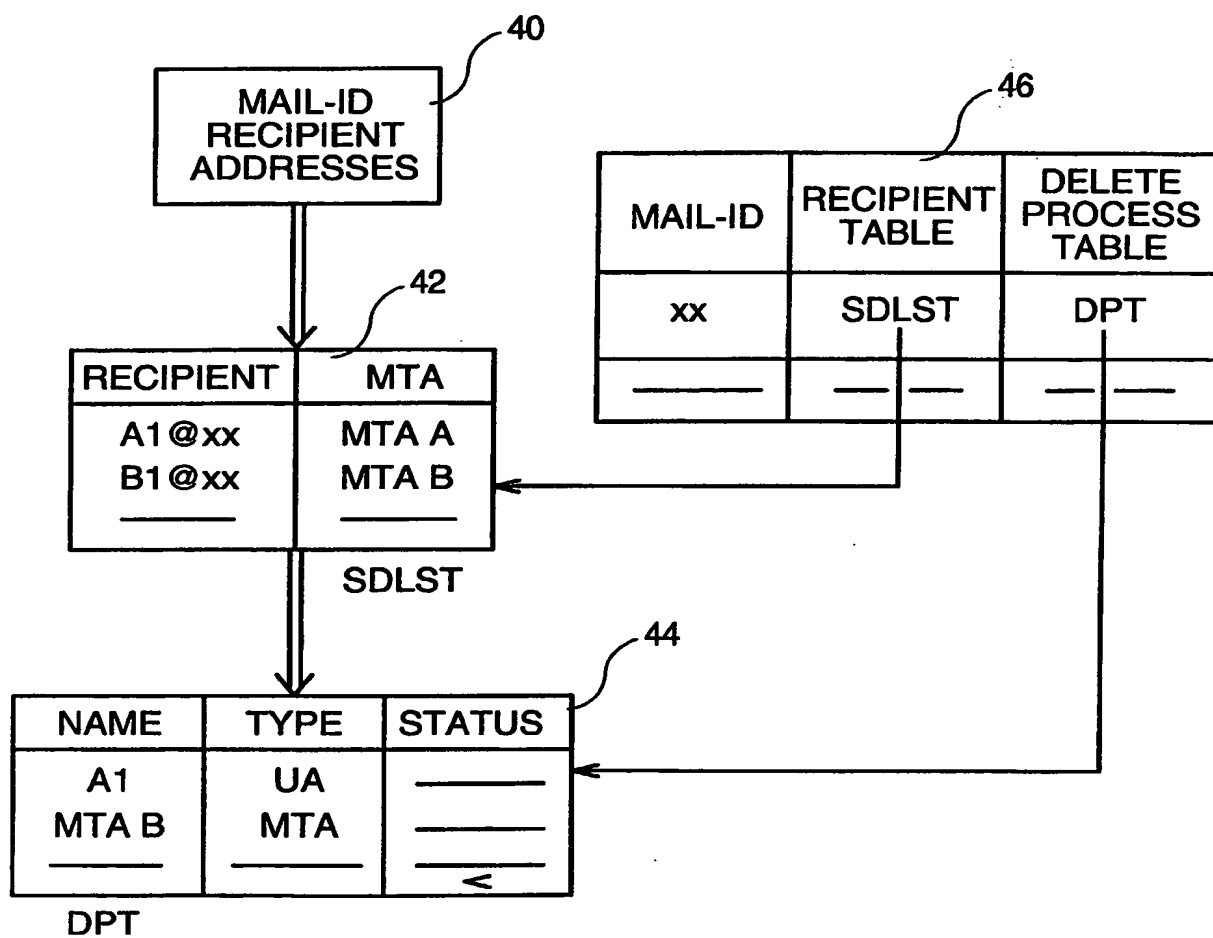 40
MAIL-ID
RECIPIENT
ADDRESSES
46
MAIL-ID
RECIPIENT
TABLE
DELETE
PROCESS
TABLE
xx
SDLST
DPT
42
RECIPIENT
MTA
A1@xx
MTA A
B1@xx
MTA B
SDLST
44
NAME
TYPE
STATUS
A1
UA
MTA B
MTA
<
DPT